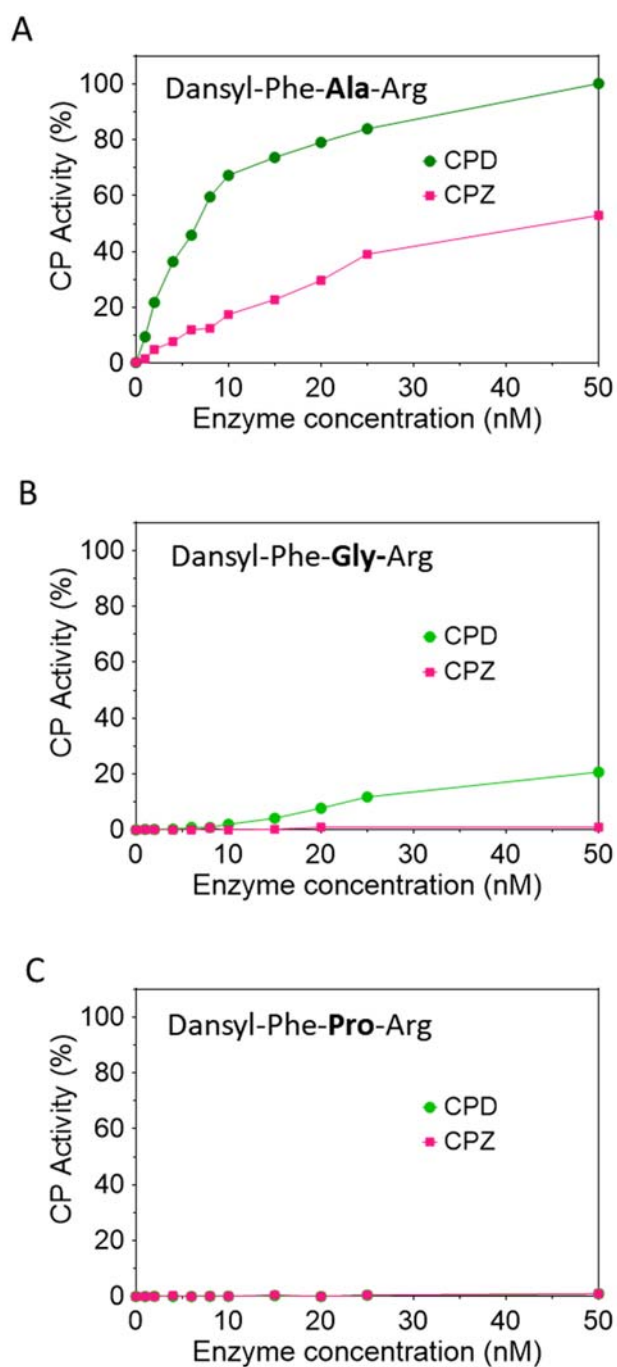 A
Dansyl-Phe-Ala-Arg
CPD
CPZ
CP Activity (%)
100
80
60
40
20
0
0 10 20 30 40 50
Enzyme concentration (nM)
B
Dansyl-Phe-Gly-Arg
CPD
CPZ
CP Activity (%)
100
80
60
40
20
0
0 10 20 30 40 50
Enzyme concentration (nM)
C
Dansyl-Phe-Pro-Arg
CPD
CPZ
CP Activity (%)
100
80
60
40
20
0
0 10 20 30 40 50
Enzyme concentration (nM)